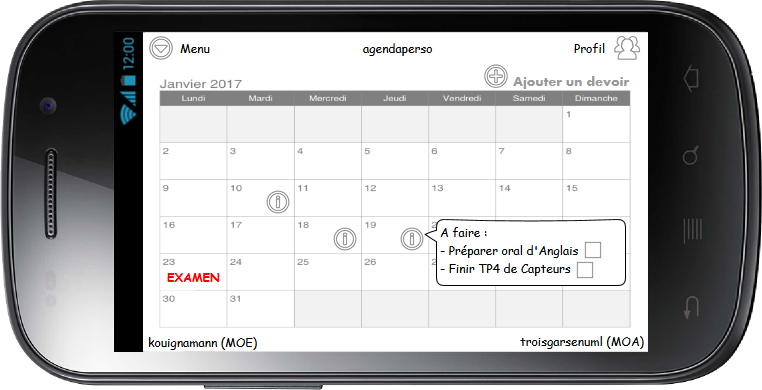 12:00
Menu
agendaperso
Profil
Janvier 2017
Ajouter un devoir
Lundi Mardi Mercredi Jeudi Vendredi Samedi Dimanche
1
2 3 4 5 6 7 8
9 10 11 12 13 14 15
16 17 18 19
A faire :
- Préparer oral d'Anglais
- Finir TP4 de Capteurs
23 24 25 26
EXAMEN
30 31
kouignamann (MOE)
troisgarsenuml (MOA)